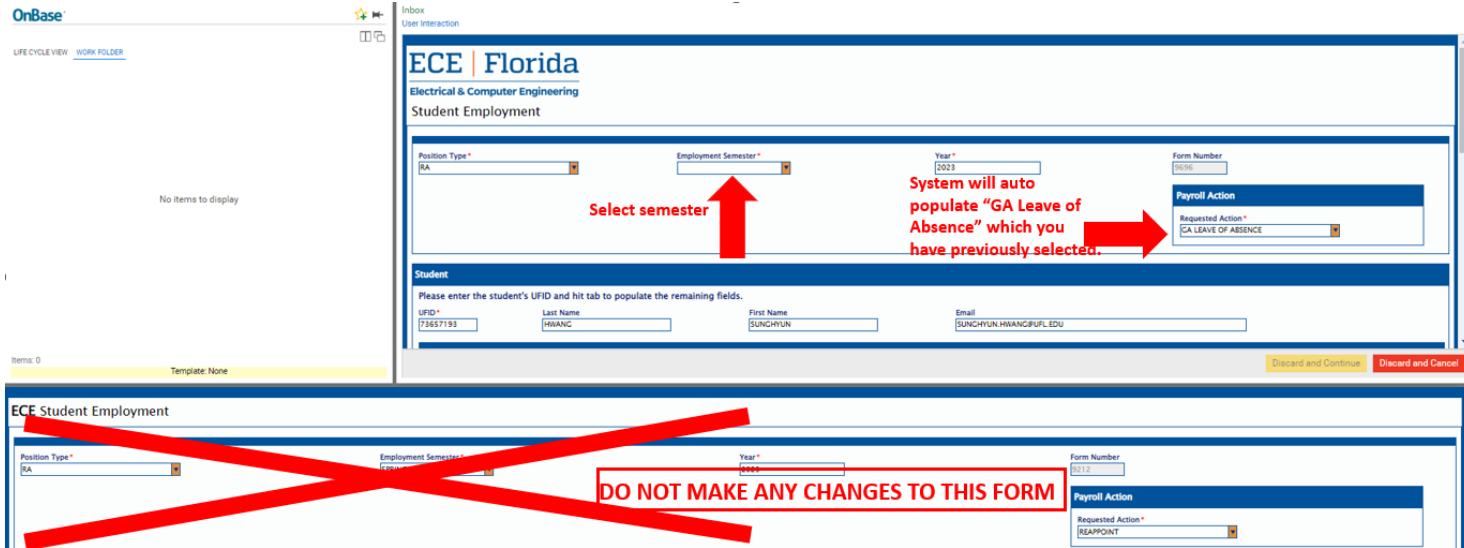 OnBase
LIFE CYCLE VIEW WORK FOLDER
No items to display
Items: 0
Template: None
Inbox
User Interaction
ECE | Florida
Electrical & Computer Engineering
Student Employment
Position Type* Employment Semester* Year* Form Number
RA 2023 9696
Select semester
System will auto
populate “GA Leave of
Absence” which you
have previously selected.
Payroll Action
Requested Action*
GA LEAVE OF ABSENCE
Student
Please enter the student's UFID and hit tab to populate the remaining fields.
UFID* Last Name First Name Email
73657193 HWANG SUNGHYUN SUNGHYUN.HWANG@UFL.EDU
Discard and Continue Discard and Cancel
ECE Student Employment
Position Type* Employment Semester* Year* Form Number
RA 9212
DO NOT MAKE ANY CHANGES TO THIS FORM
Payroll Action
Requested Action*
REAPPOINT